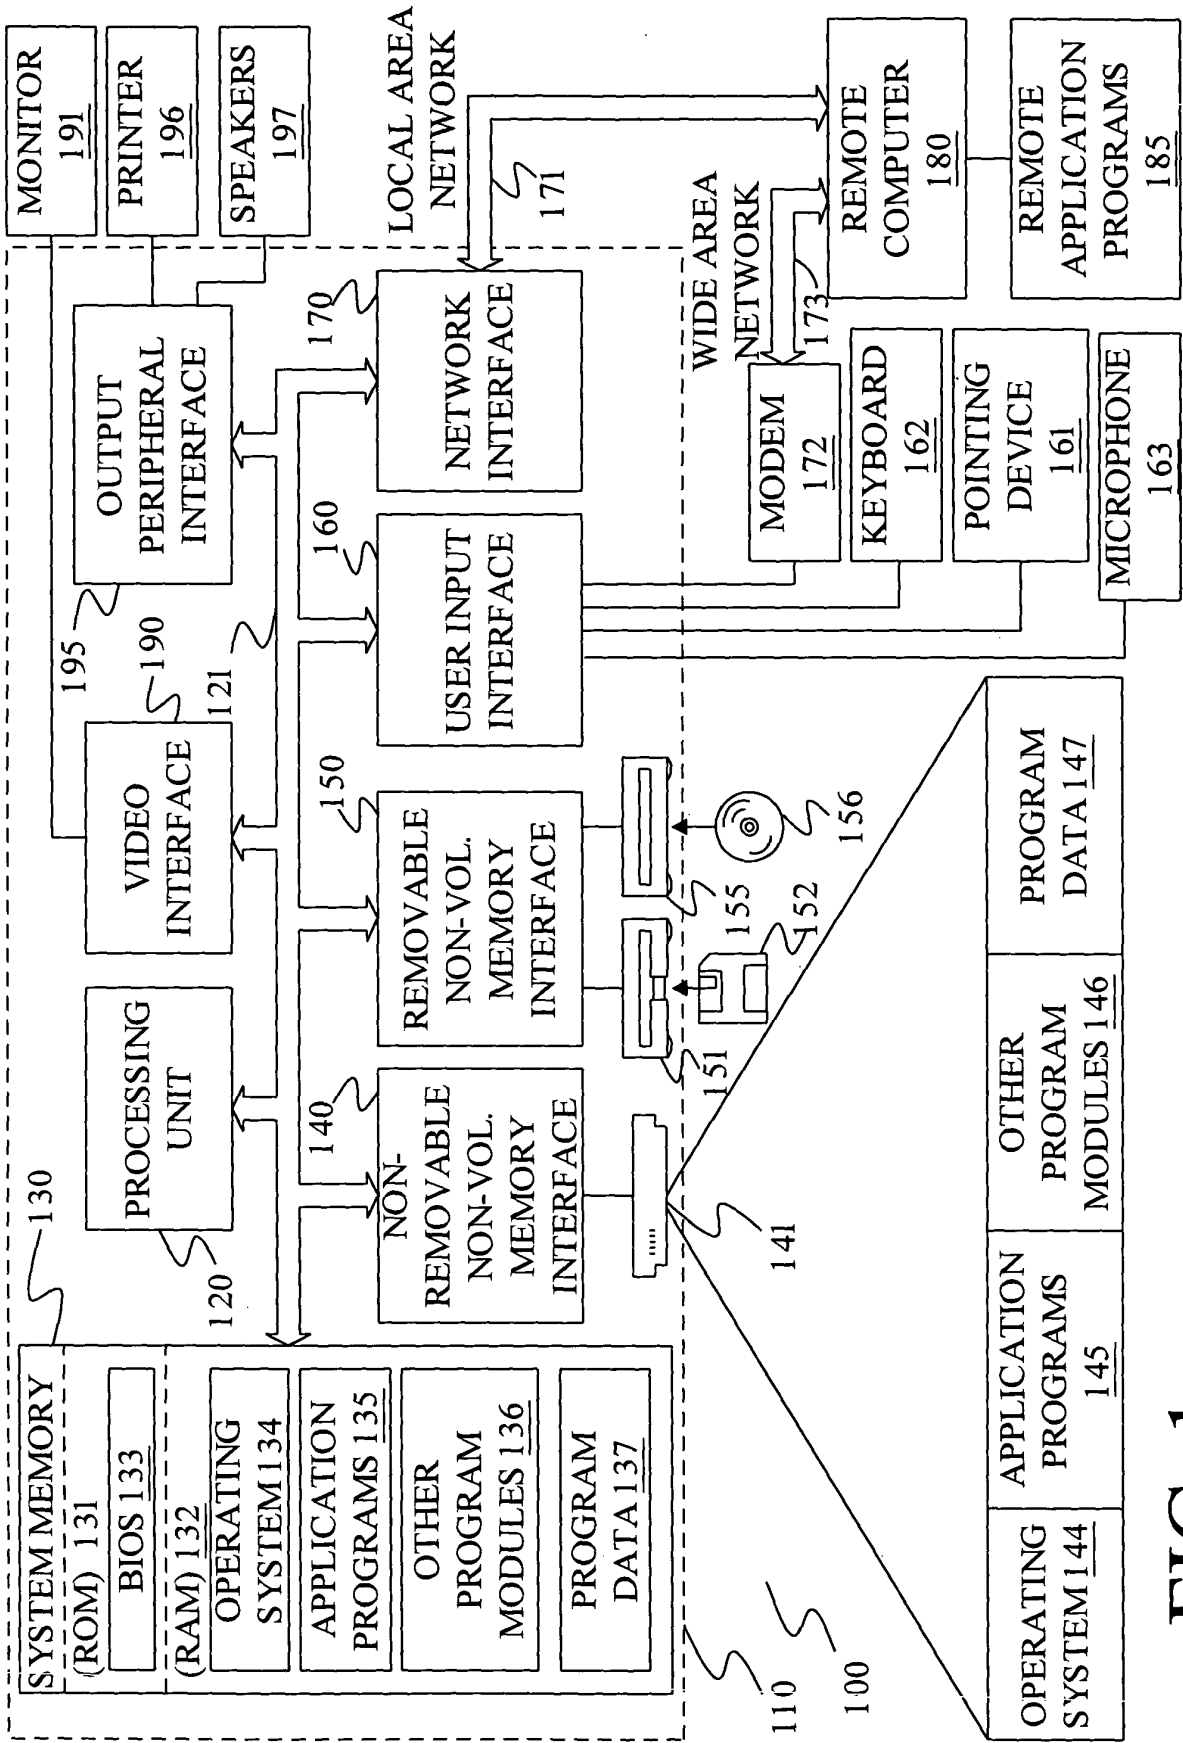 SYSTEM MEMORY
(ROM) 131
BIOS 133
(RAM) 132
OPERATING
SYSTEM 134
APPLICATION
PROGRAMS 135
OTHER
PROGRAM
MODULES 136
PROGRAM
DATA 137
130
120
PROCESSING
UNIT
VIDEO
INTERFACE
190
121
195
OUTPUT
PERIPHERAL
INTERFACE
MONITOR
191
PRINTER
196
SPEAKERS
197
140
NON-
REMOVABLE
NON-VOL.
MEMORY
INTERFACE
150
REMOVABLE
NON-VOL.
MEMORY
INTERFACE
160
USER INPUT
INTERFACE
170
NETWORK
INTERFACE
LOCAL AREA
NETWORK
171
WIDE AREA
NETWORK
173
141
151
152
155
156
MODEM
172
KEYBOARD
162
POINTING
DEVICE
161
MICROPHONE
163
REMOTE
COMPUTER
180
REMOTE
APPLICATION
PROGRAMS
185
110
100
OPERATING
SYSTEM 144
APPLICATION
PROGRAMS
145
OTHER
PROGRAM
MODULES 146
PROGRAM
DATA 147
FIG. 1